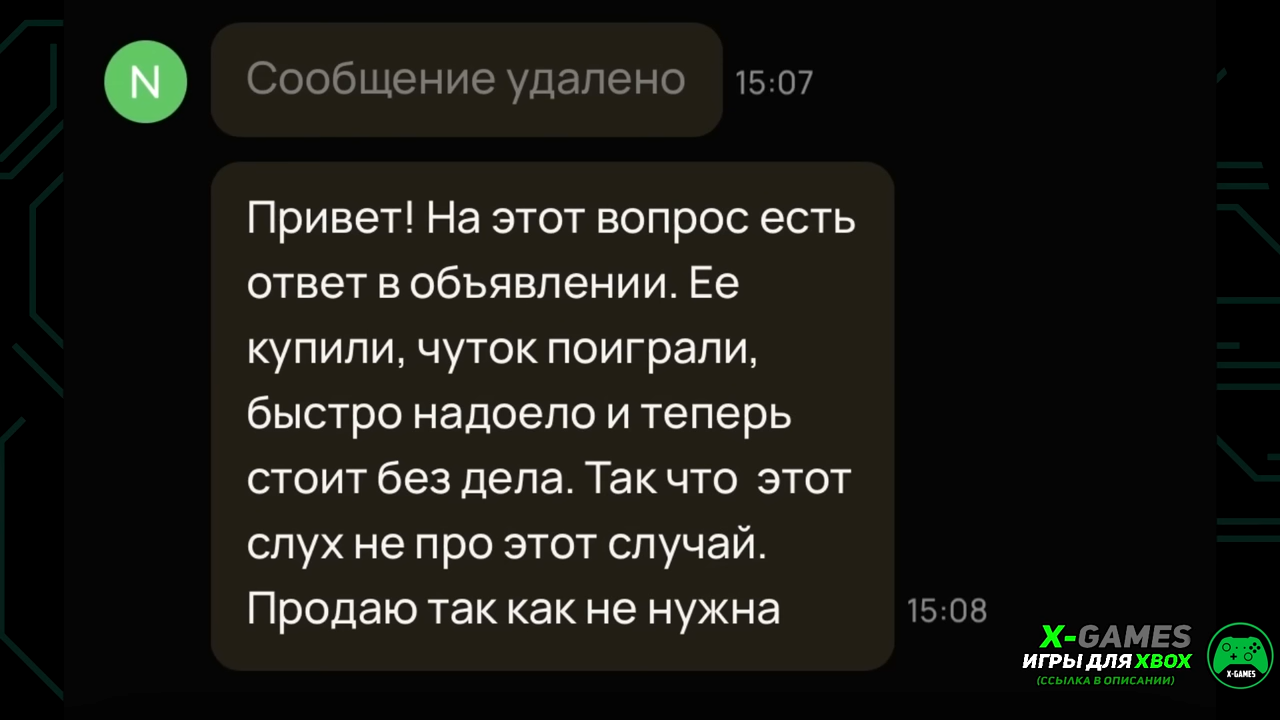 N
Сообщение удалено 15:07
Привет! На этот вопрос есть
ответ в объявлении. Ее
купили, чуток поиграли,
быстро надоело и теперь
стоит без дела. Так что  этот
слух не про этот случай.
Продаю так как не нужна
15:08
X-GAMES
ИГРЫ ДЛЯ XBOX
(ССЫЛКА В ОПИСАНИИ)
X-GAMES